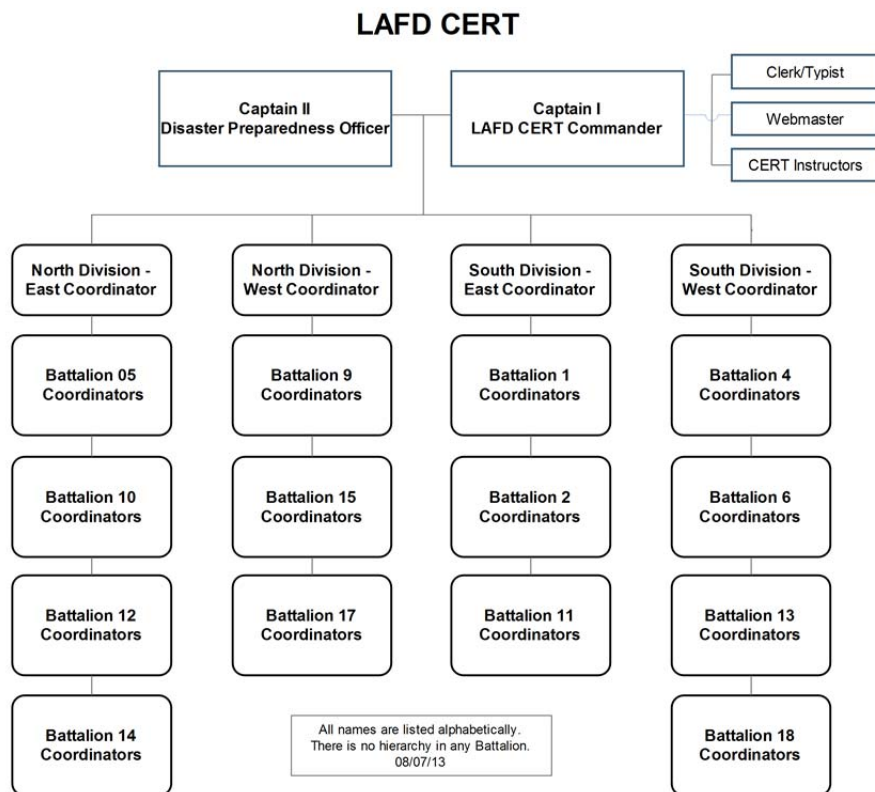 LAFD CERT
Captain II
Disaster Preparedness Officer
Captain I
LAFD CERT Commander
Clerk/Typist
Webmaster
CERT Instructors
North Division -
East Coordinator
North Division -
West Coordinator
South Division -
East Coordinator
South Division -
West Coordinator
Battalion 05
Coordinators
Battalion 9
Coordinators
Battalion 1
Coordinators
Battalion 4
Coordinators
Battalion 10
Coordinators
Battalion 15
Coordinators
Battalion 2
Coordinators
Battalion 6
Coordinators
Battalion 12
Coordinators
Battalion 17
Coordinators
Battalion 11
Coordinators
Battalion 13
Coordinators
Battalion 14
Coordinators
All names are listed alphabetically.
There is no hierarchy in any Battalion.
08/07/13
Battalion 18
Coordinators